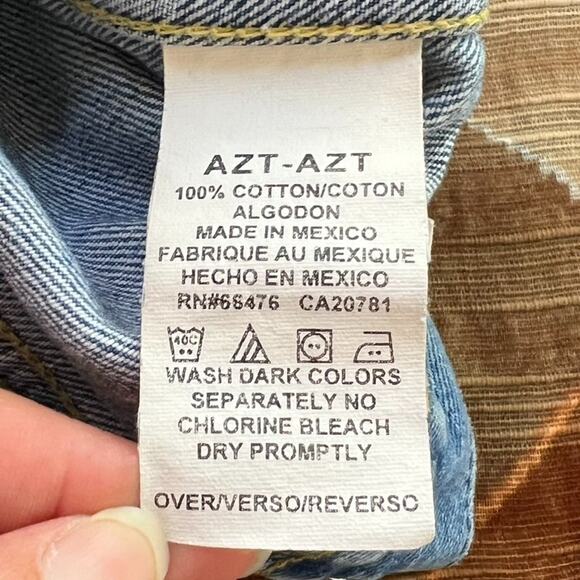 AZT-AZT
100% COTTON/COTON
ALGODON
MADE IN MEXICO
FABRIQUE AU MEXIQUE
HECHO EN MEXICO
RN#66476 CA20781
40C
WASH DARK COLORS
SEPARATELY NO
CHLORINE BLEACH
DRY PROMPTLY
OVER/VERSO/REVERSO